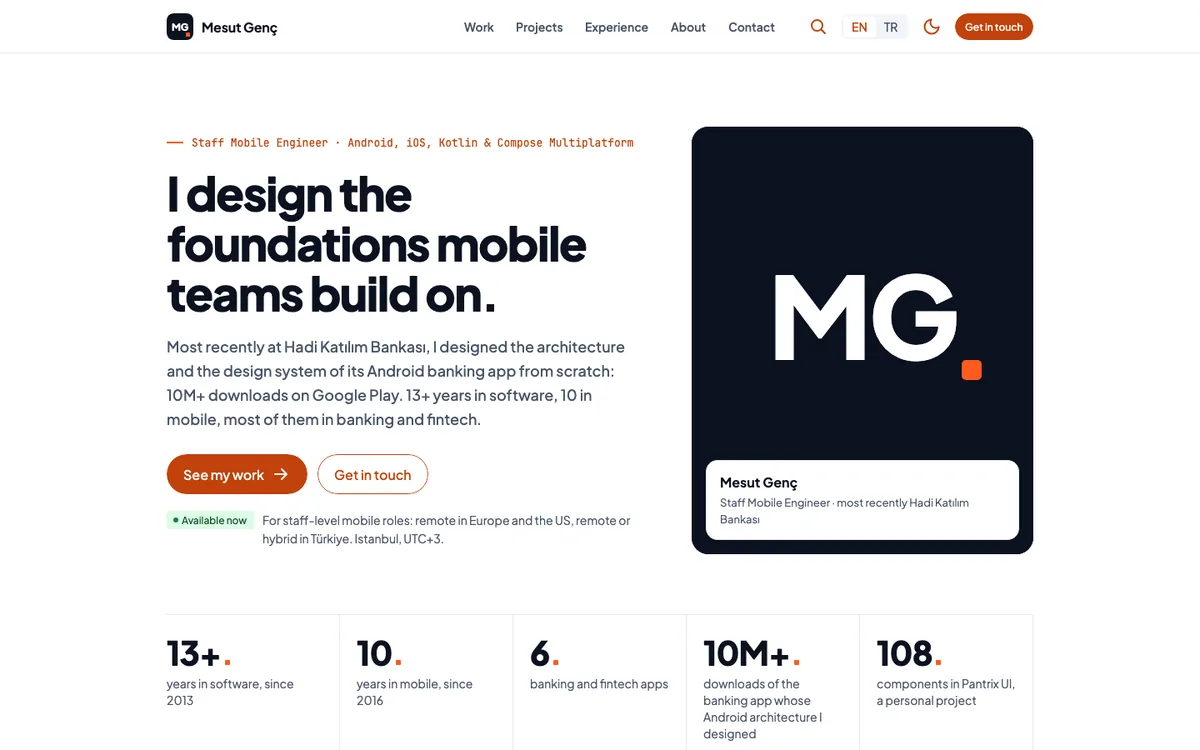 MG Mesut Genç
Work Projects Experience About Contact EN TR Get in touch
Staff Mobile Engineer · Android, iOS, Kotlin & Compose Multiplatform
I design the
foundations mobile
teams build on.
Most recently at Hadi Katılım Bankası, I designed the architecture
and the design system of its Android banking app from scratch:
10M+ downloads on Google Play. 13+ years in software, 10 in
mobile, most of them in banking and fintech.
See my work → Get in touch
Available now
For staff-level mobile roles: remote in Europe and the US, remote or
hybrid in Türkiye. Istanbul, UTC+3.
MG
Mesut Genç
Staff Mobile Engineer · most recently Hadi Katılım
Bankası
13+.
years in software, since
2013
10.
years in mobile, since
2016
6.
banking and fintech apps
10M+.
downloads of the
banking app whose
Android architecture I
designed
108.
components in Pantrix UI,
a personal project